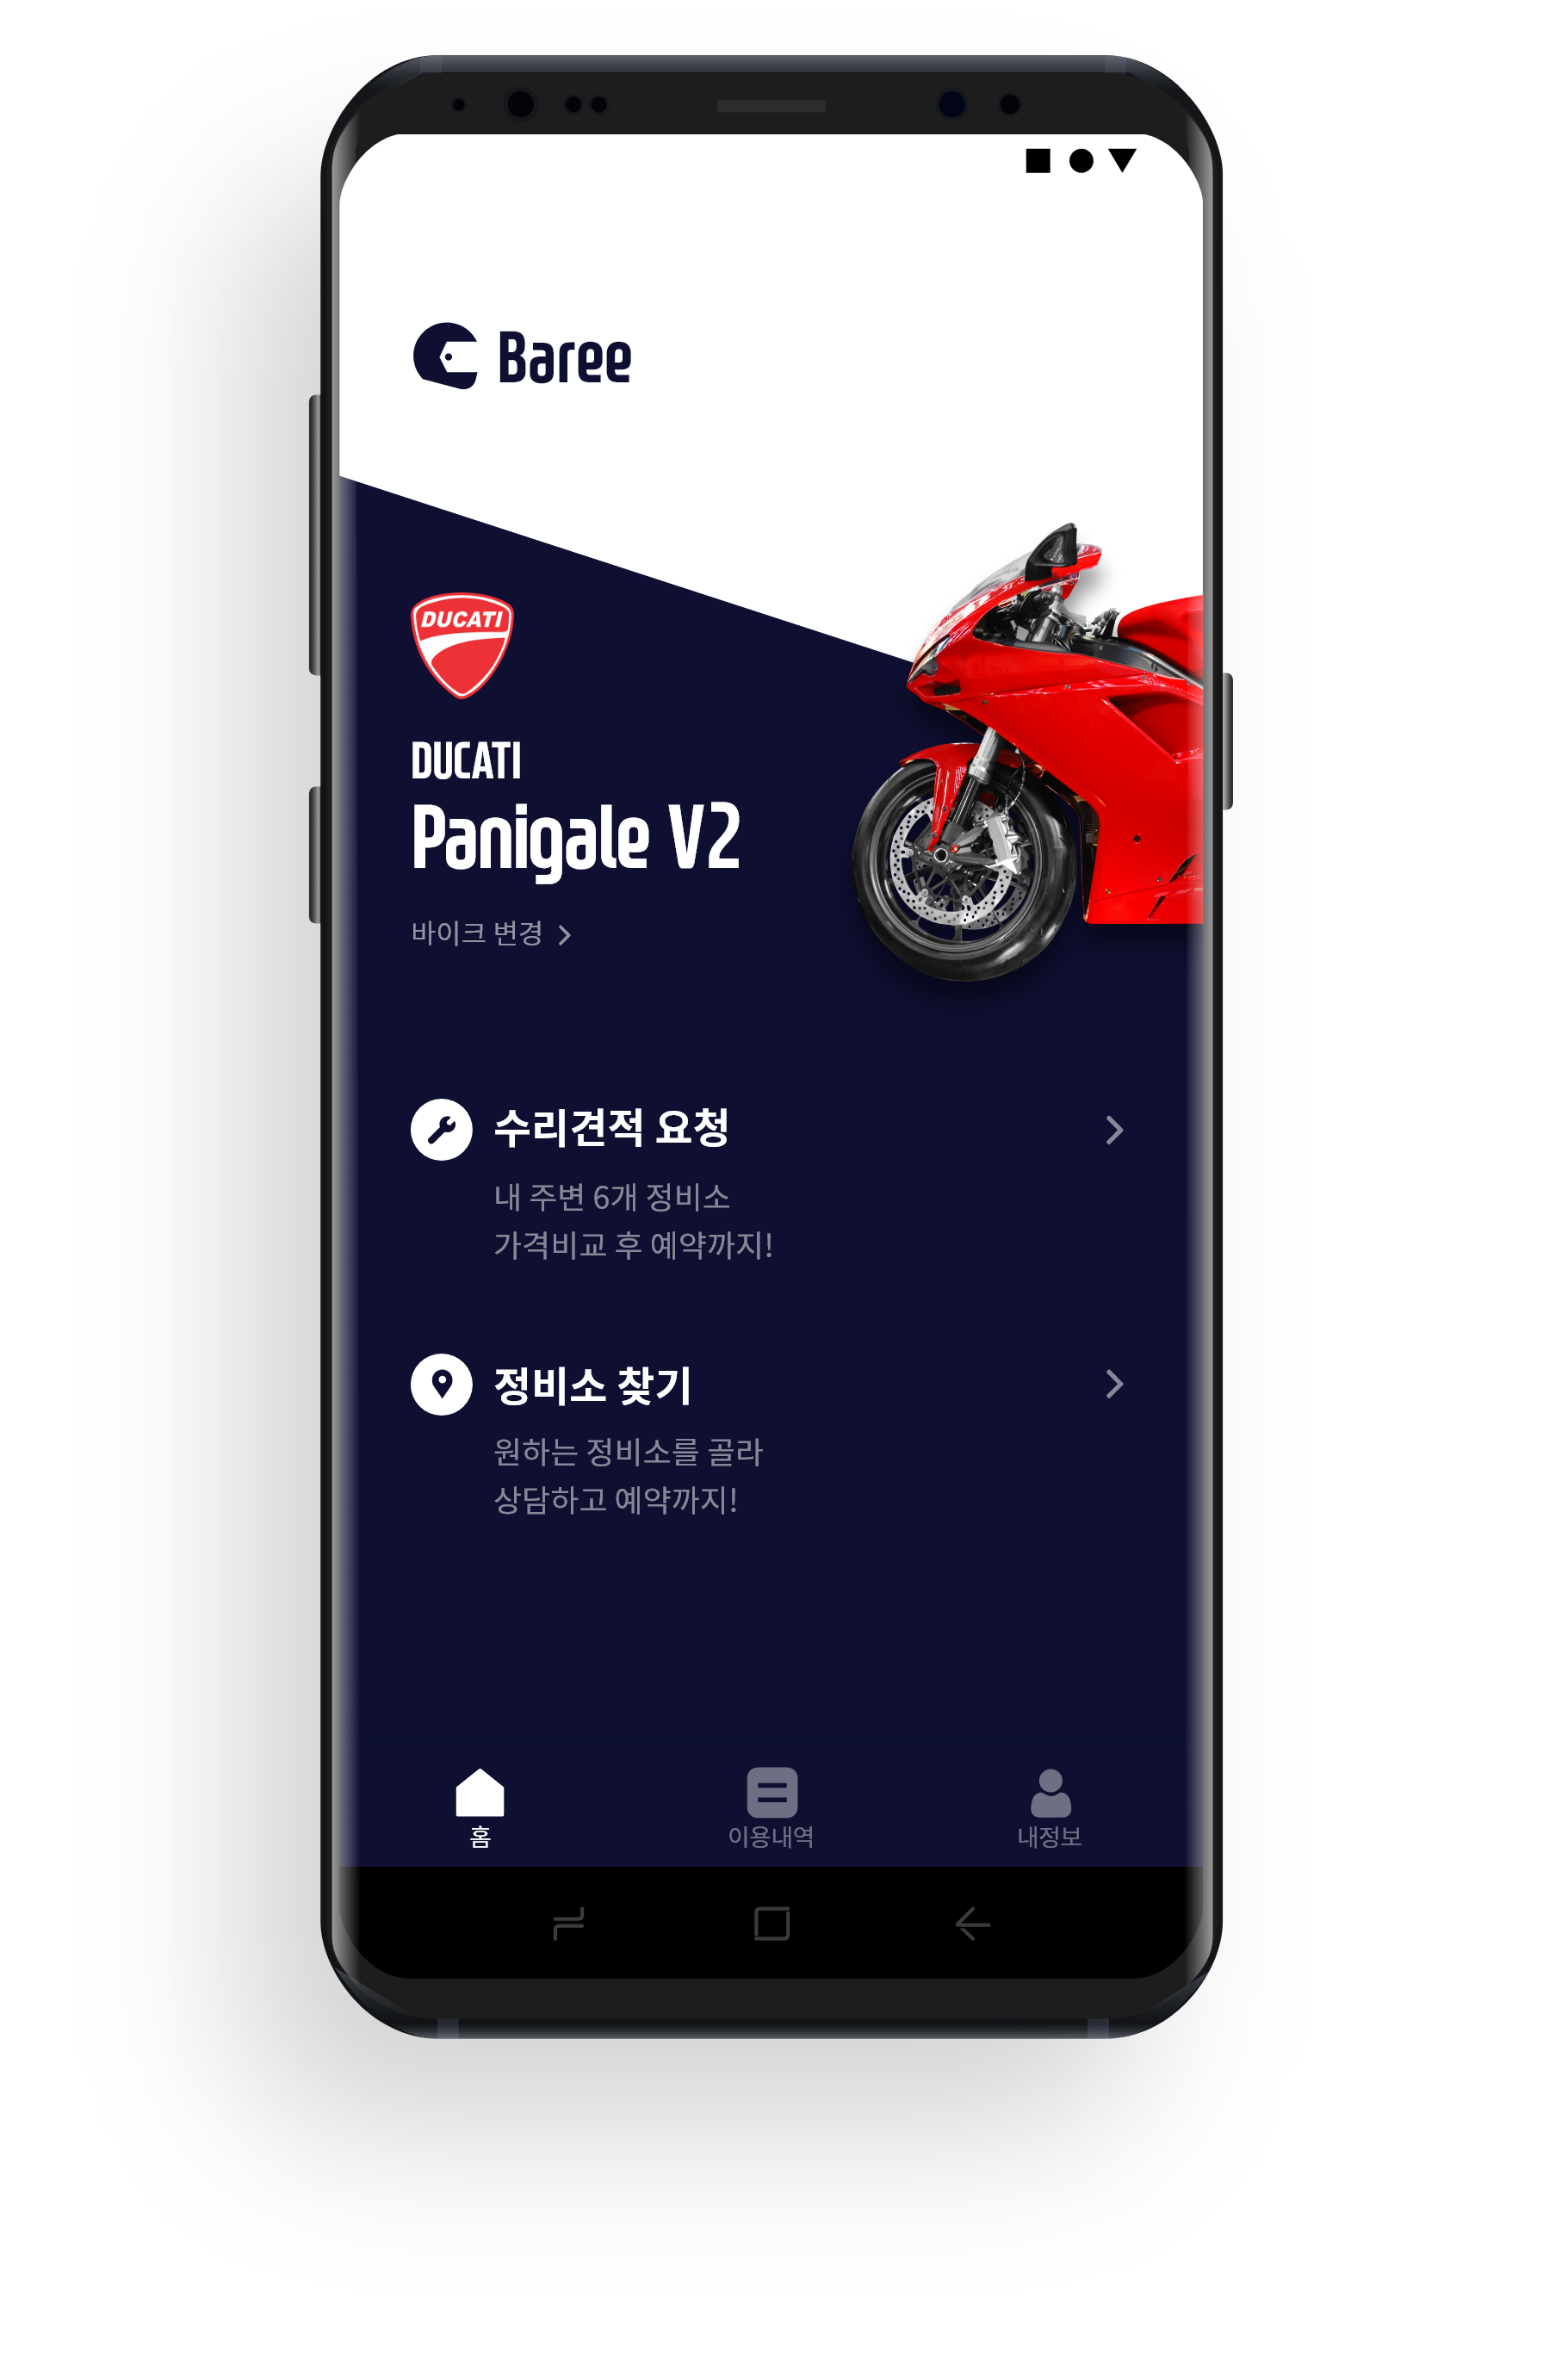 Baree
DUCATI
DUCATI
Panigale V2
바이크 변경
수리견적 요청
내 주변 6개 정비소
가격비교 후 예약까지!
정비소 찾기
원하는 정비소를 골라
상담하고 예약까지!
홈 이용내역 내정보